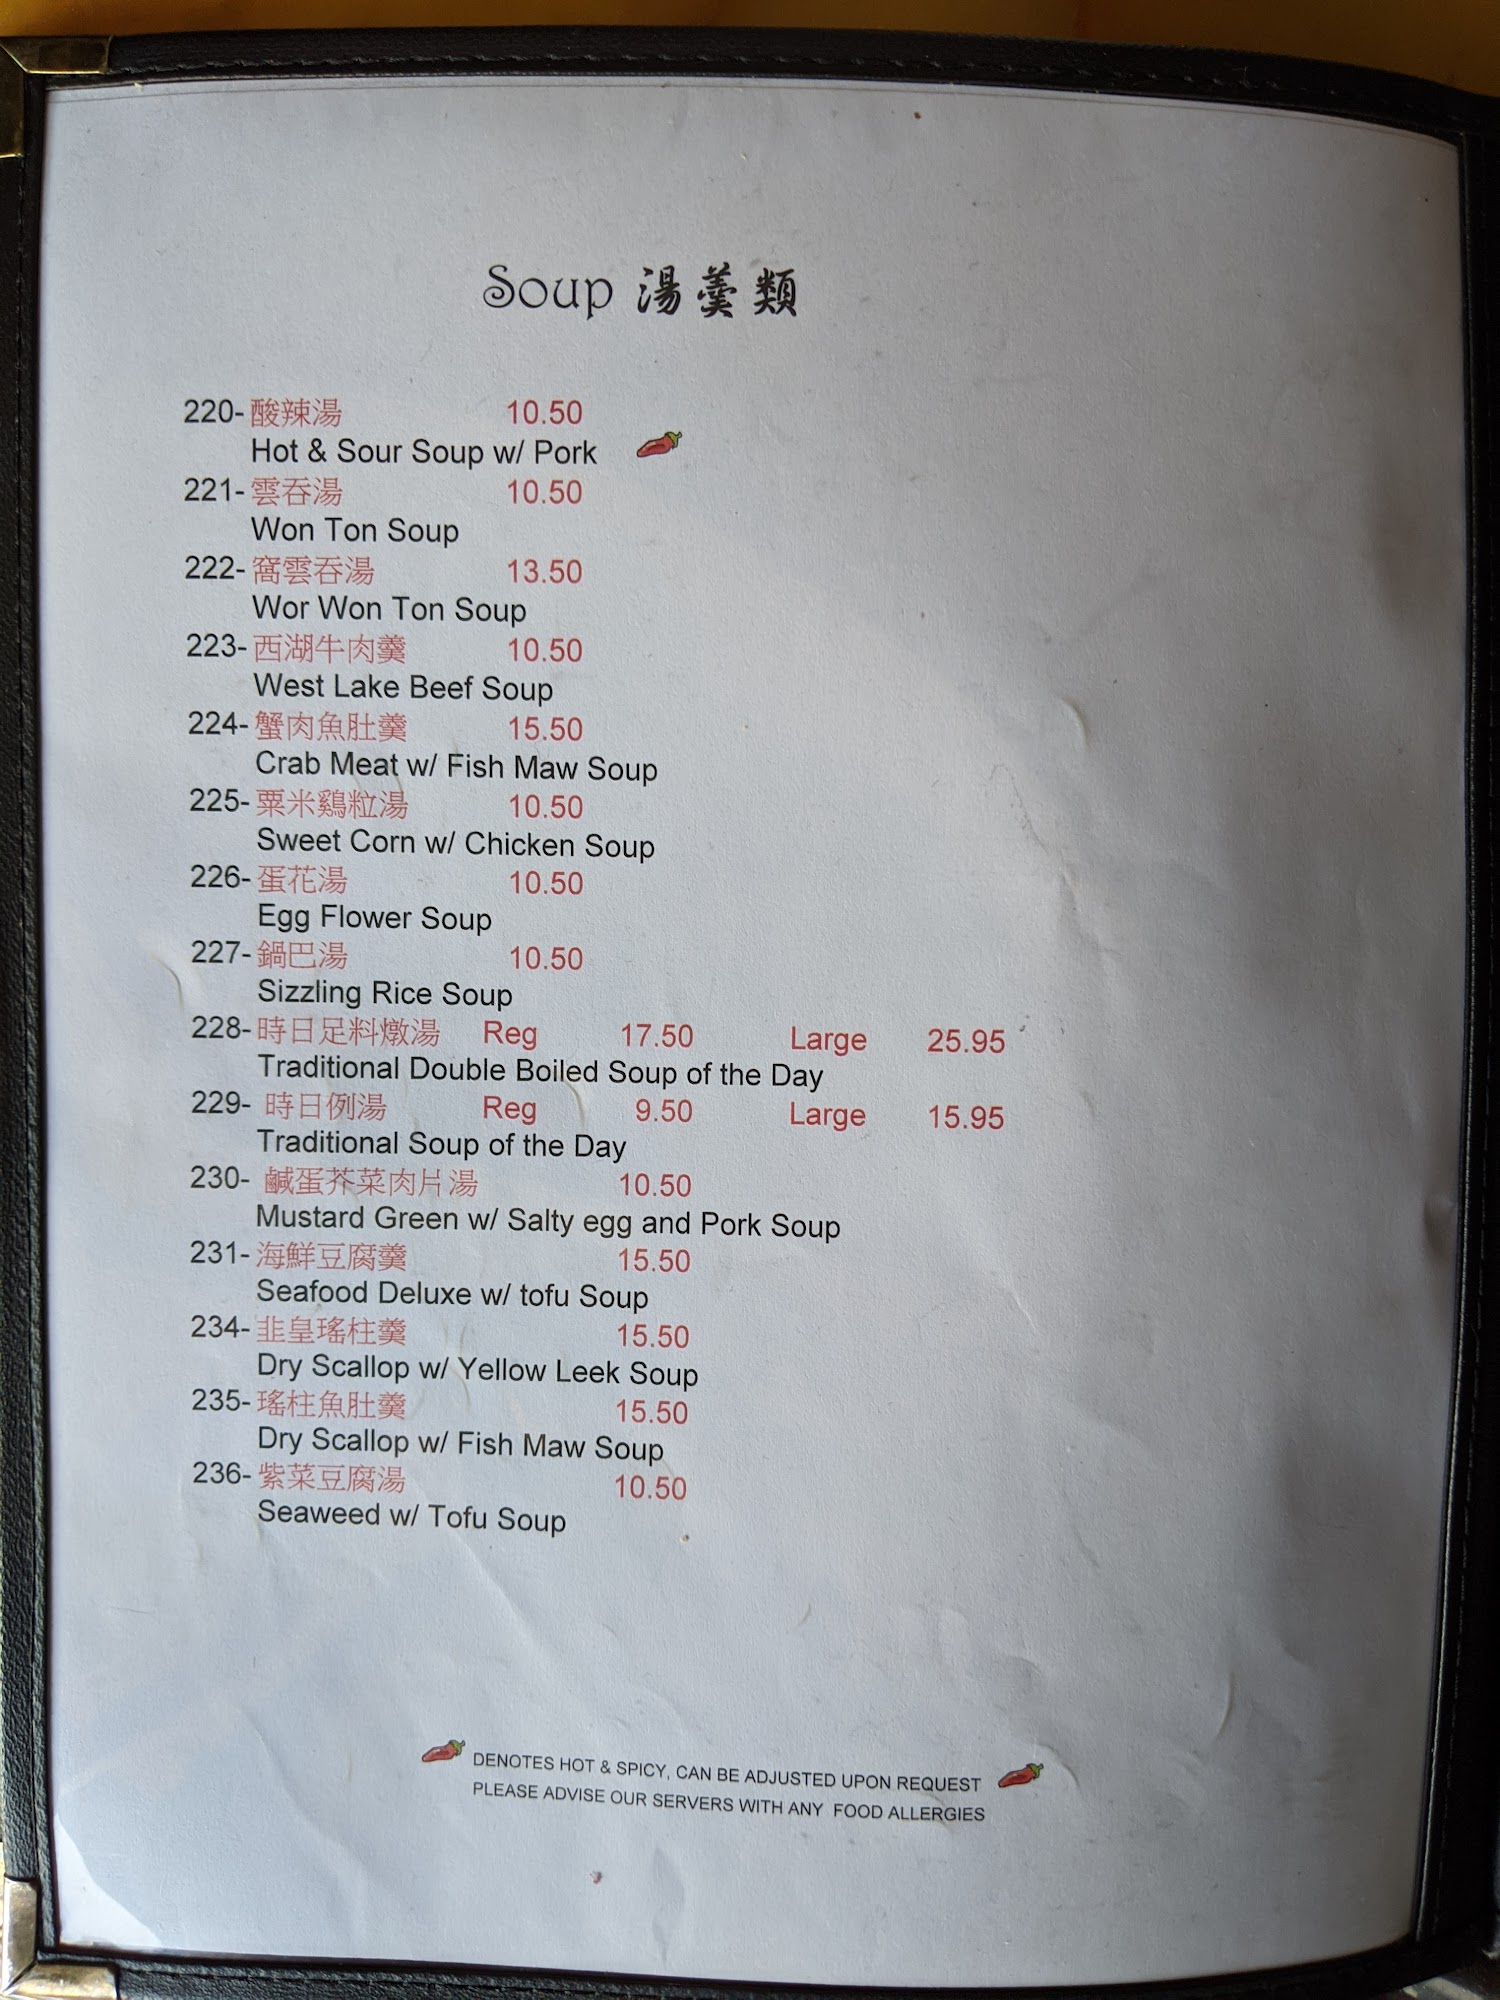 Soup 湯羹類
220- 酸辣湯 10.50
Hot & Sour Soup w/ Pork
221- 雲吞湯 10.50
Won Ton Soup
222- 窩雲吞湯 13.50
Wor Won Ton Soup
223- 西湖牛肉羹 10.50
West Lake Beef Soup
224- 蟹肉魚肚羹 15.50
Crab Meat w/ Fish Maw Soup
225- 粟米鷄粒湯 10.50
Sweet Corn w/ Chicken Soup
226- 蛋花湯 10.50
Egg Flower Soup
227- 鍋巴湯 10.50
Sizzling Rice Soup
228- 時日足料燉湯 Reg 17.50 Large 25.95
Traditional Double Boiled Soup of the Day
229- 時日例湯 Reg 9.50 Large 15.95
Traditional Soup of the Day
230- 鹹蛋芥菜肉片湯 10.50
Mustard Green w/ Salty egg and Pork Soup
231- 海鮮豆腐羹 15.50
Seafood Deluxe w/ tofu Soup
234- 韭皇瑤柱羹 15.50
Dry Scallop w/ Yellow Leek Soup
235- 瑤柱魚肚羹 15.50
Dry Scallop w/ Fish Maw Soup
236- 紫菜豆腐湯 10.50
Seaweed w/ Tofu Soup
DENOTES HOT & SPICY, CAN BE ADJUSTED UPON REQUEST
PLEASE ADVISE OUR SERVERS WITH ANY FOOD ALLERGIES